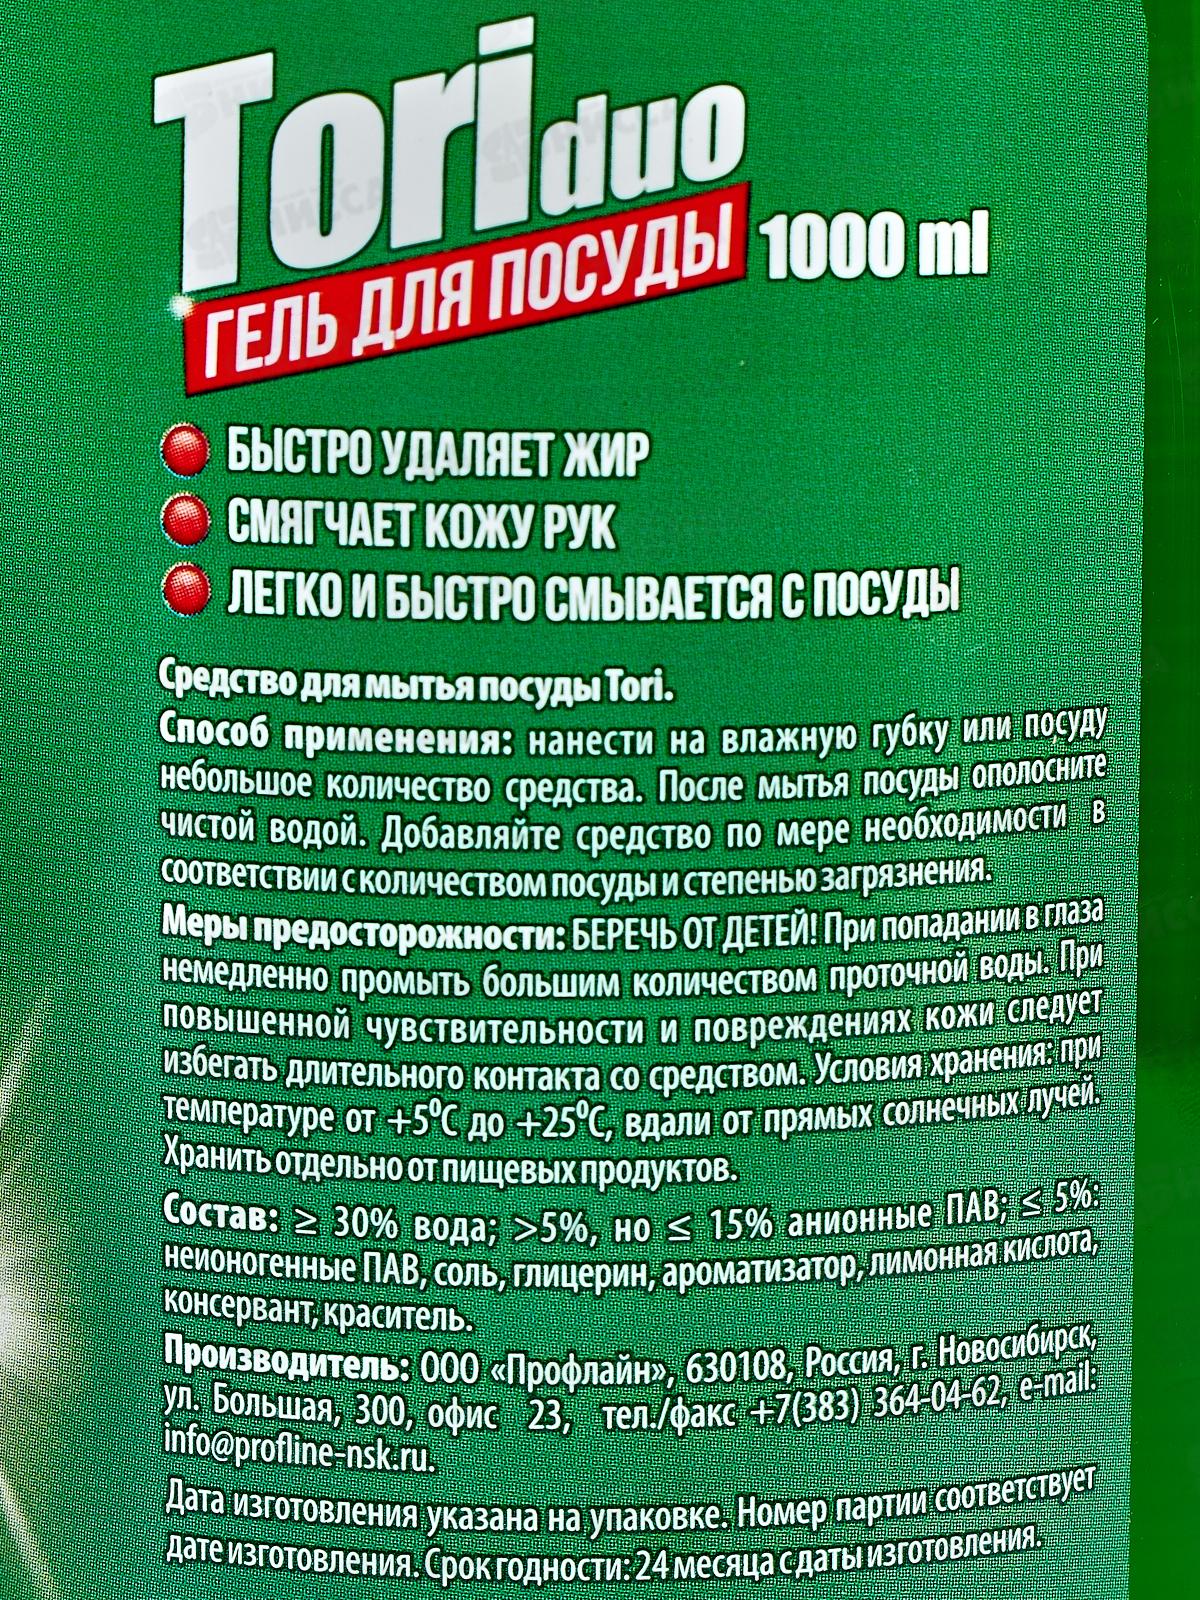 Tori duo
ГЕЛЬ ДЛЯ ПОСУДЫ 1000 ml
БЫСТРО УДАЛЯЕТ ЖИР
СМЯГЧАЕТ КОЖУ РУК
ЛЕГКО И БЫСТРО СМЫВАЕТСЯ С ПОСУДЫ
Средство для мытья посуды Tori.
Способ применения: нанести на влажную губку или посуду
небольшое количество средства. После мытья посуды ополосните
чистой водой. Добавляйте средство по мере необходимости в
соответствии с количеством посуды и степенью загрязнения.
Меры предосторожности: БЕРЕЧЬ ОТ ДЕТЕЙ! При попадании в глаза
немедленно промыть большим количеством проточной воды. При
повышенной чувствительности и повреждениях кожи следует
избегать длительного контакта со средством. Условия хранения: при
температуре от +5⁰C до +25⁰C, вдали от прямых солнечных лучей.
Хранить отдельно от пищевых продуктов.
Состав: ≥ 30% вода; >5%, но ≤ 15% анионные ПАВ; ≤ 5%:
неионогенные ПАВ, соль, глицерин, ароматизатор, лимонная кислота,
консервант, краситель.
Производитель: ООО «Профлайн», 630108, Россия, г. Новосибирск,
ул. Большая, 300, офис 23, тел./факс +7(383) 364-04-62, e-mail:
info@profline-nsk.ru.
Дата изготовления указана на упаковке. Номер партии соответствует
дате изготовления. Срок годности: 24 месяца с даты изготовления.